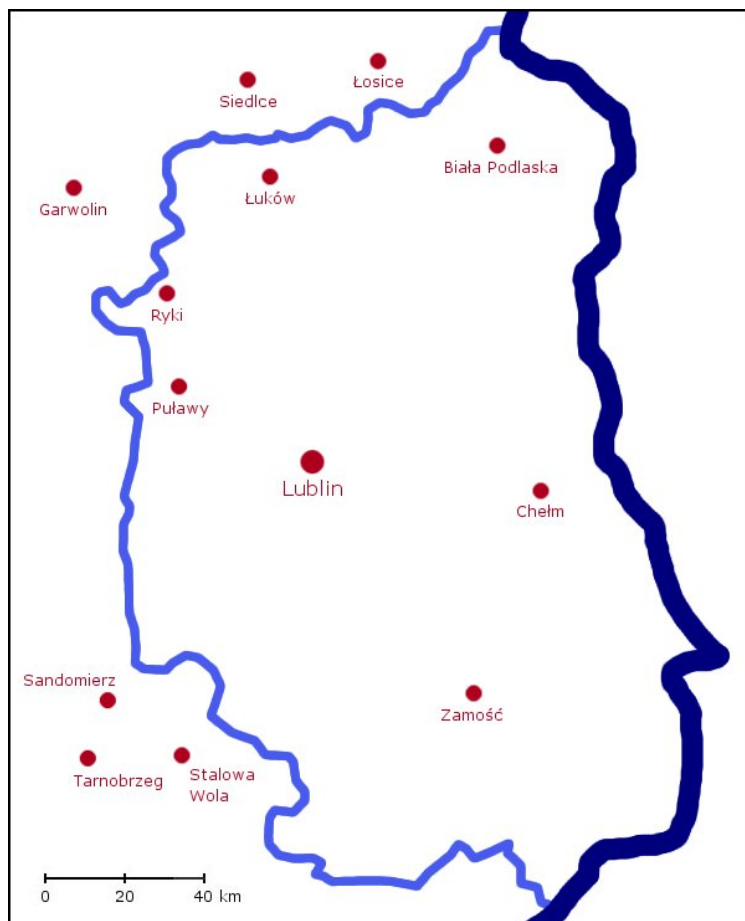 Łosice
Siedlce
Biała Podlaska
Łuków
Garwolin
Ryki
Puławy
Lublin
Chełm
Sandomierz
Zamość
Tarnobrzeg
Stalowa
Wola
0 20 40 km